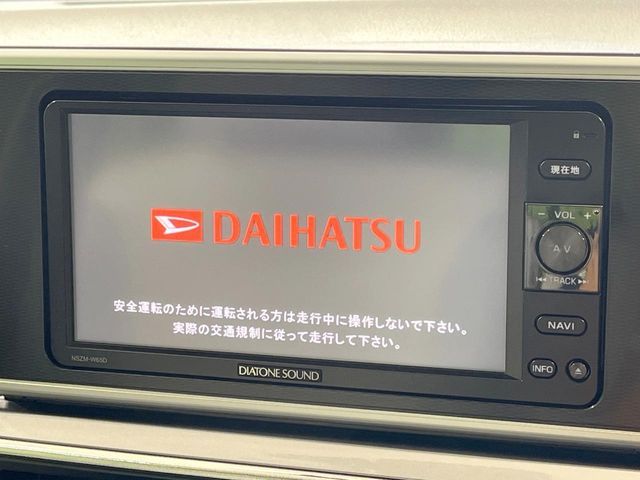 現在地
− VOL +
AV
TRACK
DAIHATSU
安全運転のために運転される方は走行中に操作しないで下さい。
実際の交通規制に従って走行して下さい。
NAVI
INFO
NSZM-W65D
DIATONE SOUND